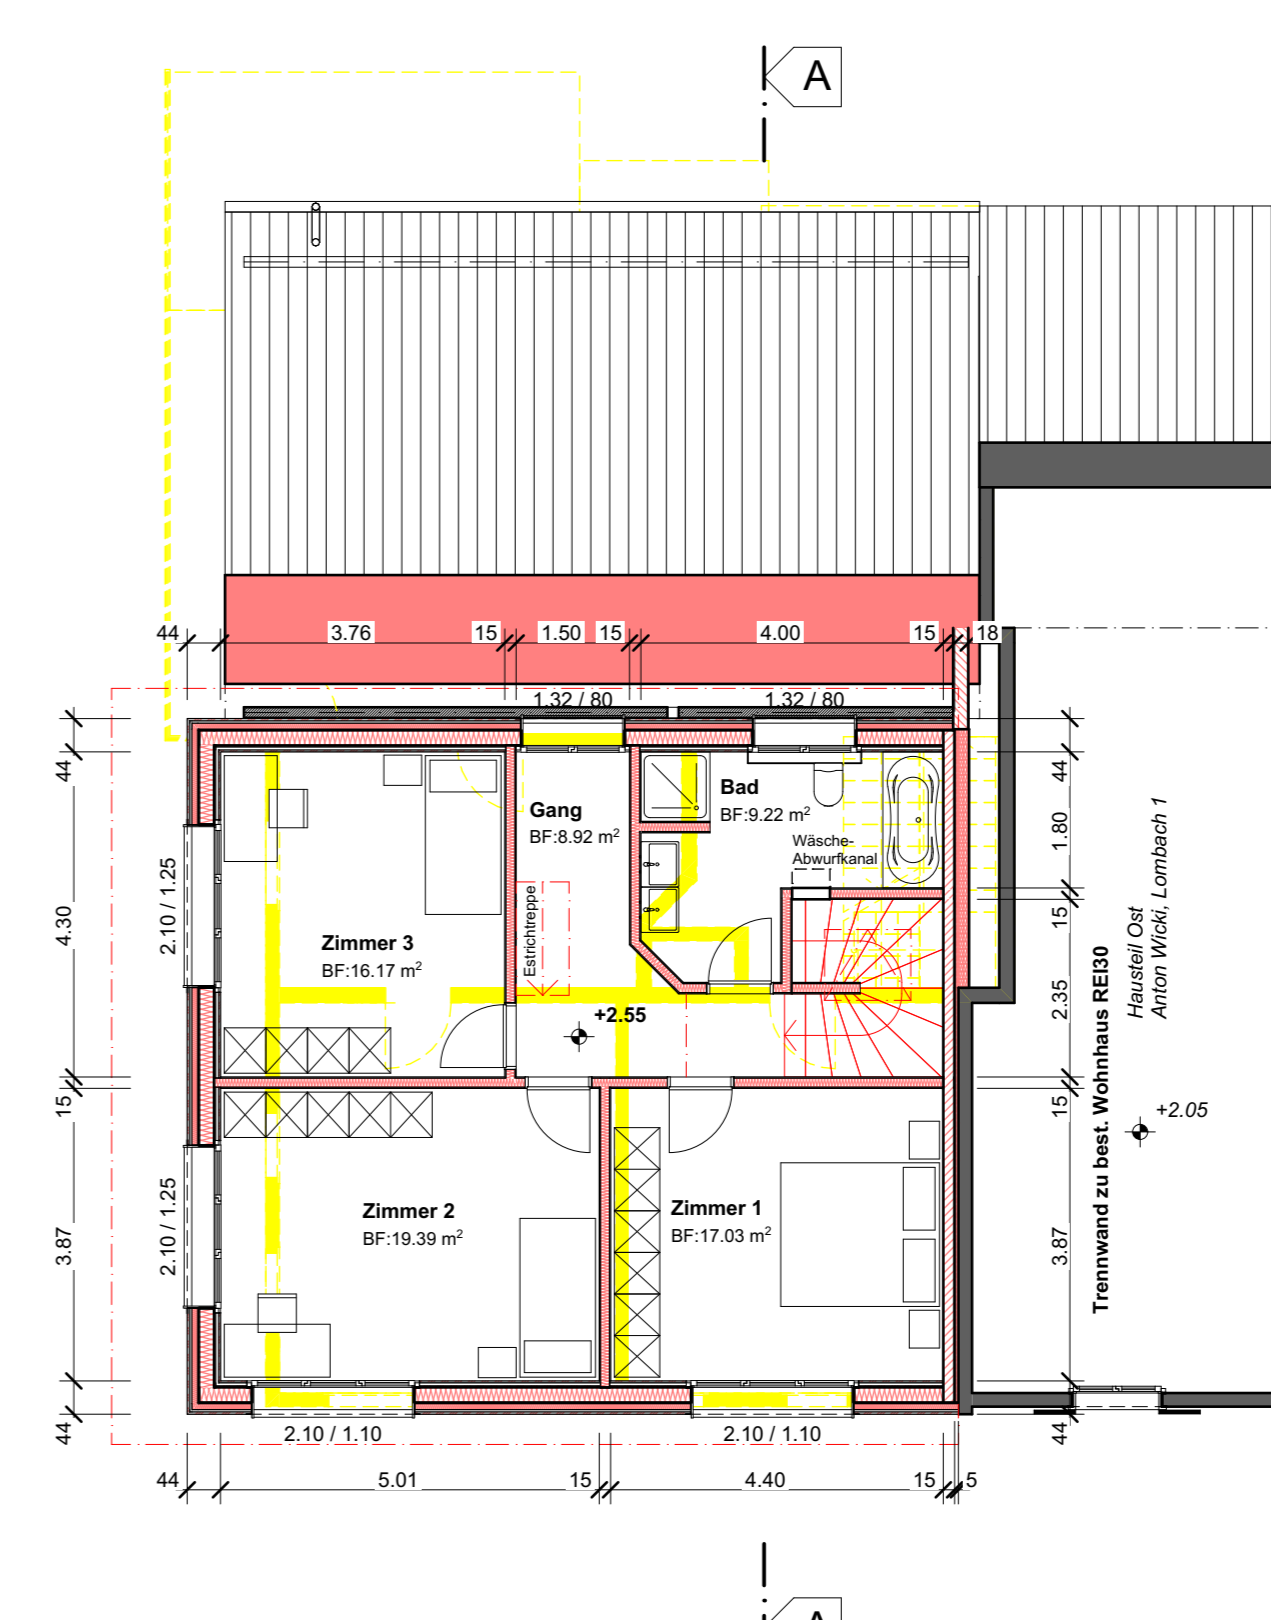 A
44
3.76
15
1.50
15
4.00
15
18
1.32 / 80
1.32 / 80
44
4.30
15
3.87
44
2.10 / 1.25
2.10 / 1.25
Gang
BF:8.92 m²
Bad
BF:9.22 m²
Wäsche-
Abwurfkanal
Estrichtreppe
Zimmer 3
BF:16.17 m²
+2.55
Zimmer 2
BF:19.39 m²
Zimmer 1
BF:17.03 m²
44
1.80
15
2.35
15
3.87
44
Trennwand zu best. Wohnhaus REI30
Hausteil Ost
Anton Wicki, Lombach 1
+2.05
2.10 / 1.10
2.10 / 1.10
44
5.01
15
4.40
15
5
A